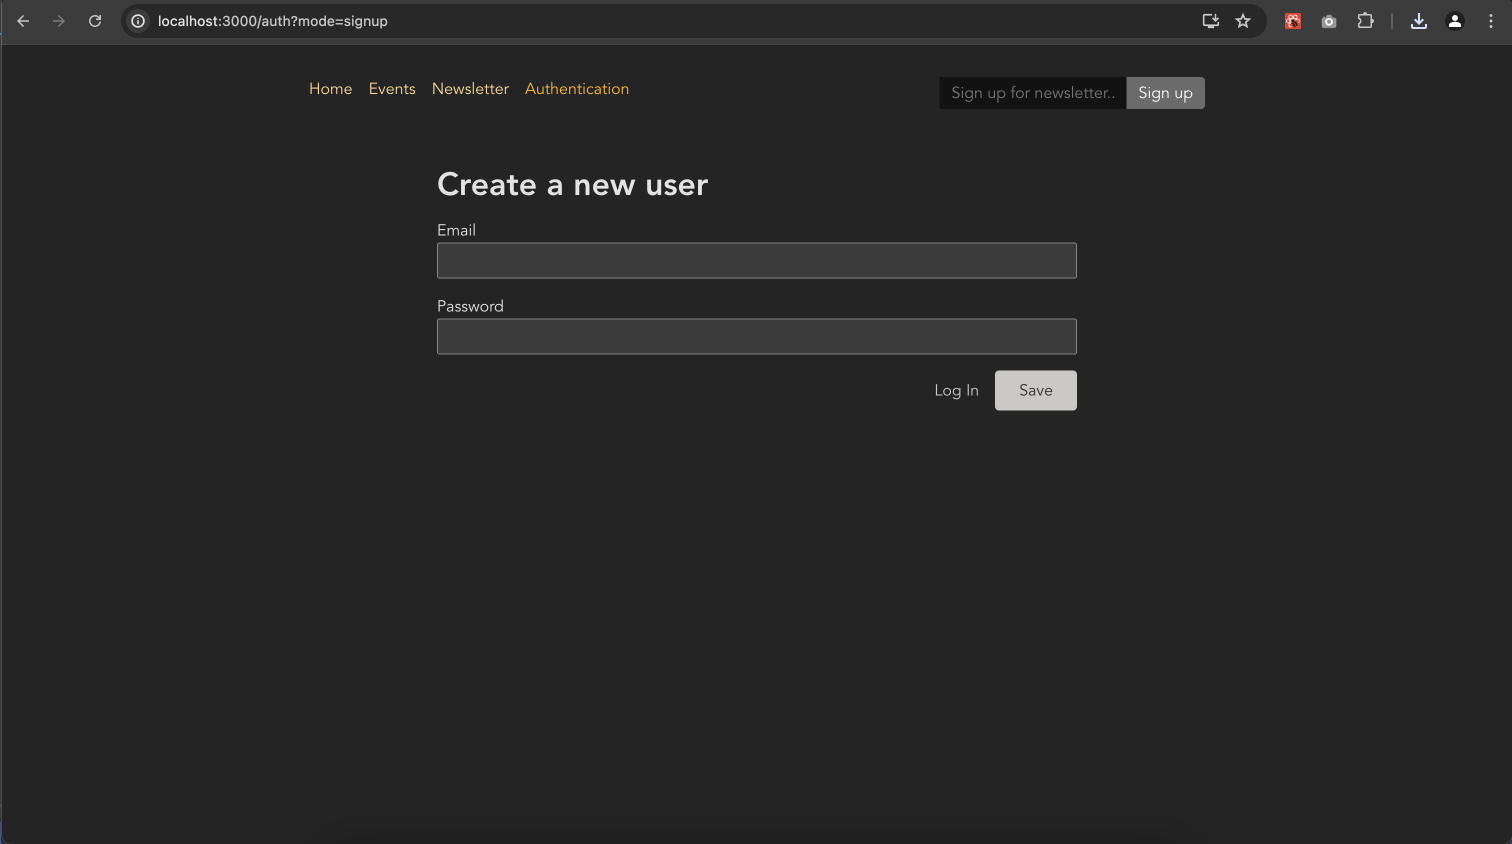 localhost:3000/auth?mode=signup
Home Events Newsletter Authentication
Sign up for newsletter.. Sign up
Create a new user
Email
Password
Log In Save